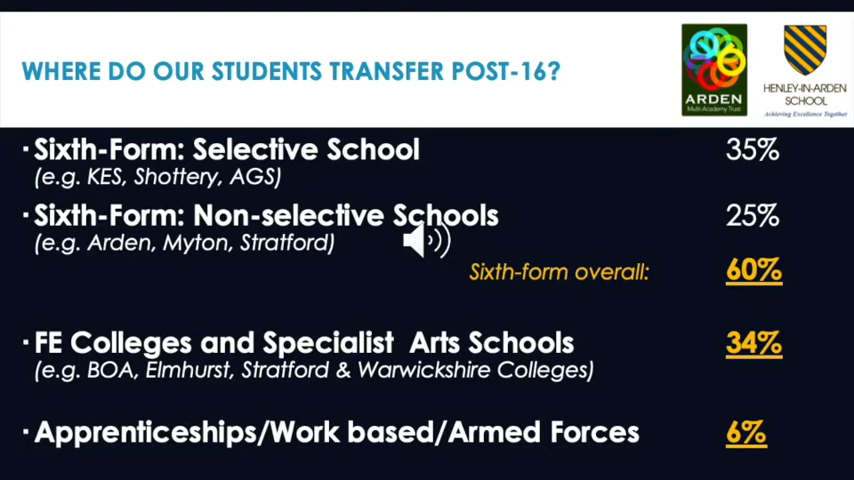 WHERE DO OUR STUDENTS TRANSFER POST-16?
ARDEN
Multi-Academy Trust
HENLEY-IN-ARDEN
SCHOOL
Achieving Excellence Together
▪ Sixth-Form: Selective School 35%
(e.g. KES, Shottery, AGS)
▪ Sixth-Form: Non-selective Schools 25%
(e.g. Arden, Myton, Stratford)
Sixth-form overall: 60%
▪ FE Colleges and Specialist Arts Schools 34%
(e.g. BOA, Elmhurst, Stratford & Warwickshire Colleges)
▪ Apprenticeships/Work based/Armed Forces 6%